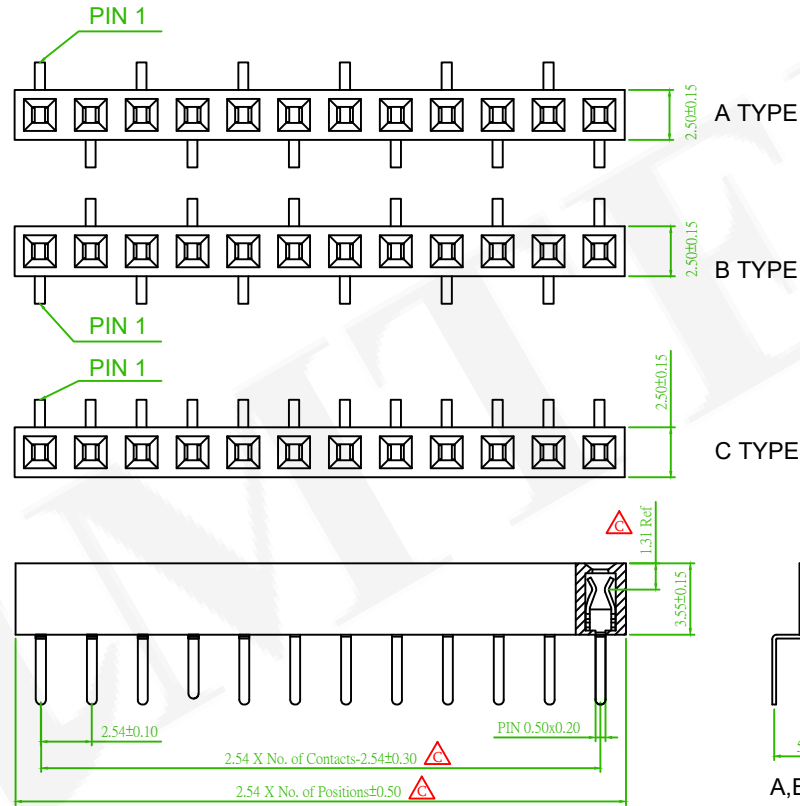 PIN 1
2.50±0.15
A TYPE
2.50±0.15
B TYPE
PIN 1
PIN 1
2.50±0.15
C TYPE
C
1.31 Ref
3.55±0.15
2.54±0.10
PIN 0.50x0.20
2.54 X No. of Contacts-2.54±0.30 C
2.54 X No. of Positions±0.50 C